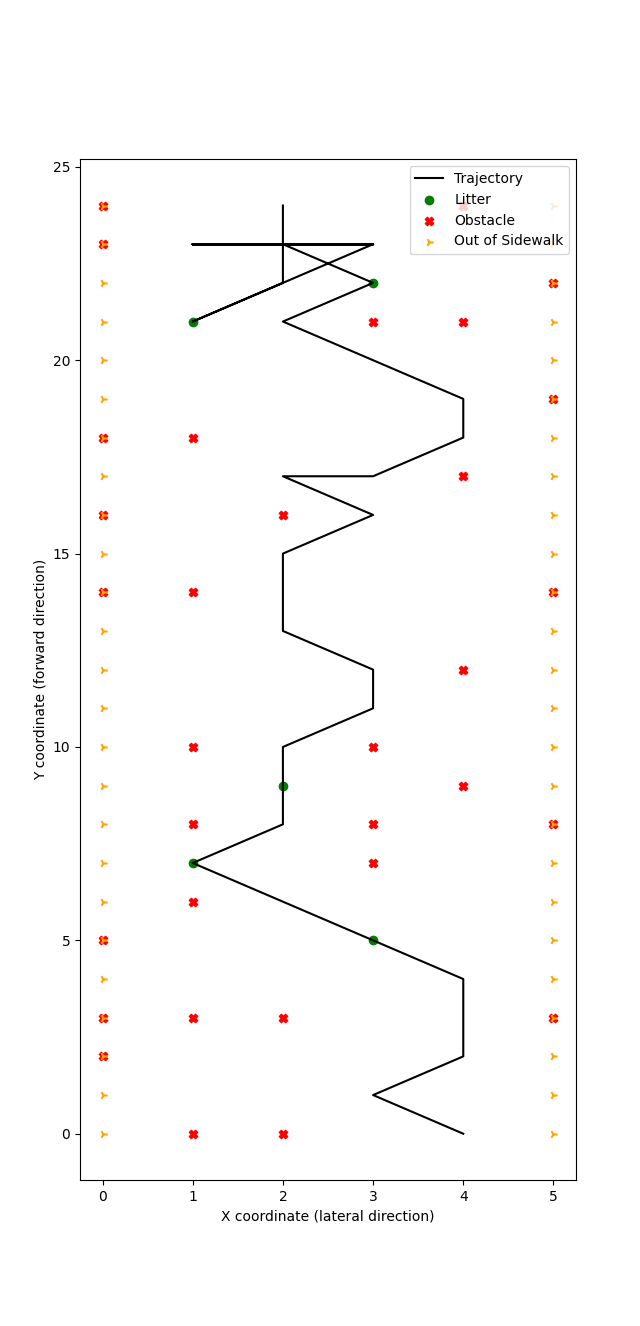 25
20
15
10
5
0
Y coordinate (forward direction)
Trajectory
Litter
Obstacle
Out of Sidewalk
0 1 2 3 4 5
X coordinate (lateral direction)